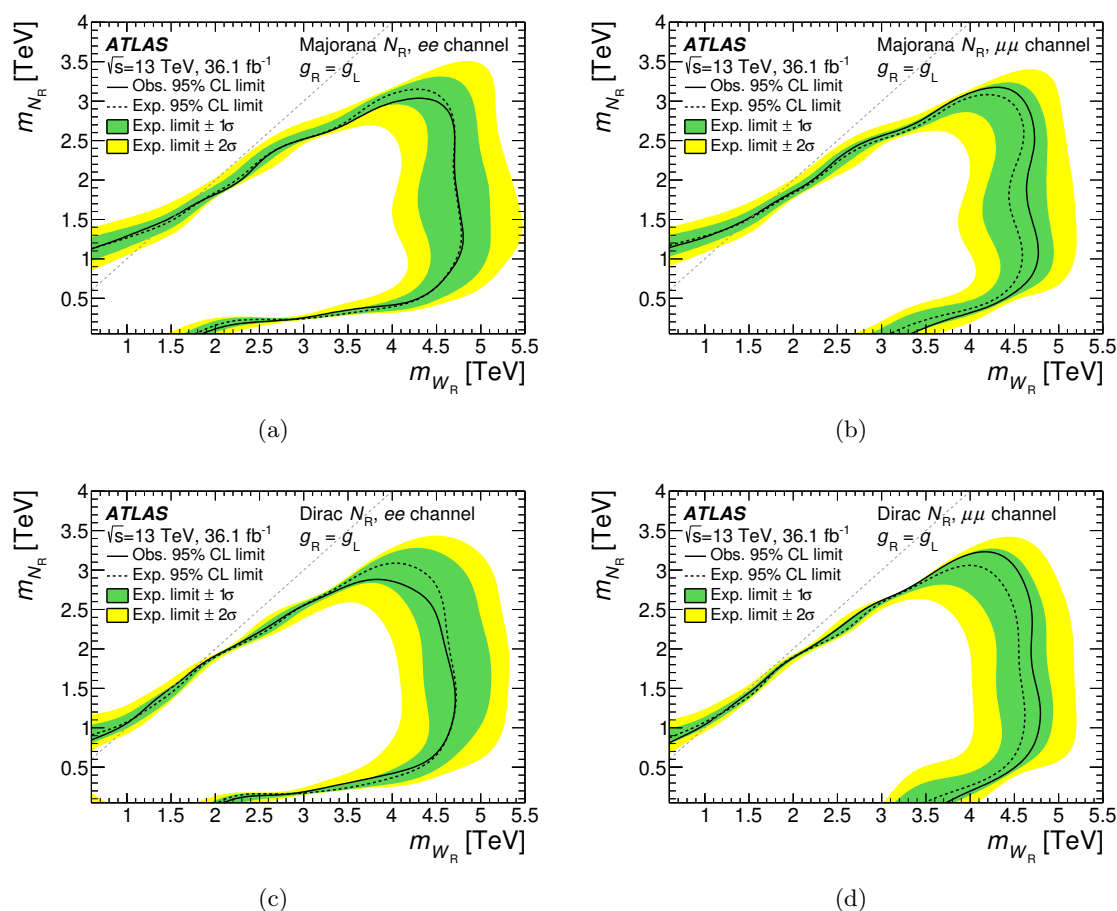 ATLAS
Majorana N_R, ee channel
√s=13 TeV, 36.1 fb⁻¹
g_R = g_L
Obs. 95% CL limit
Exp. 95% CL limit
Exp. limit ± 1σ
Exp. limit ± 2σ
m_{N_R} [TeV]
4
3.5
3
2.5
2
1.5
1
0.5
1 1.5 2 2.5 3 3.5 4 4.5 5 5.5
m_{W_R} [TeV]
(a)
ATLAS
Majorana N_R, μμ channel
√s=13 TeV, 36.1 fb⁻¹
g_R = g_L
Obs. 95% CL limit
Exp. 95% CL limit
Exp. limit ± 1σ
Exp. limit ± 2σ
m_{N_R} [TeV]
4
3.5
3
2.5
2
1.5
1
0.5
1 1.5 2 2.5 3 3.5 4 4.5 5 5.5
m_{W_R} [TeV]
(b)
ATLAS
Dirac N_R, ee channel
√s=13 TeV, 36.1 fb⁻¹
g_R = g_L
Obs. 95% CL limit
Exp. 95% CL limit
Exp. limit ± 1σ
Exp. limit ± 2σ
m_{N_R} [TeV]
4
3.5
3
2.5
2
1.5
1
0.5
1 1.5 2 2.5 3 3.5 4 4.5 5 5.5
m_{W_R} [TeV]
(c)
ATLAS
Dirac N_R, μμ channel
√s=13 TeV, 36.1 fb⁻¹
g_R = g_L
Obs. 95% CL limit
Exp. 95% CL limit
Exp. limit ± 1σ
Exp. limit ± 2σ
m_{N_R} [TeV]
4
3.5
3
2.5
2
1.5
1
0.5
1 1.5 2 2.5 3 3.5 4 4.5 5 5.5
m_{W_R} [TeV]
(d)